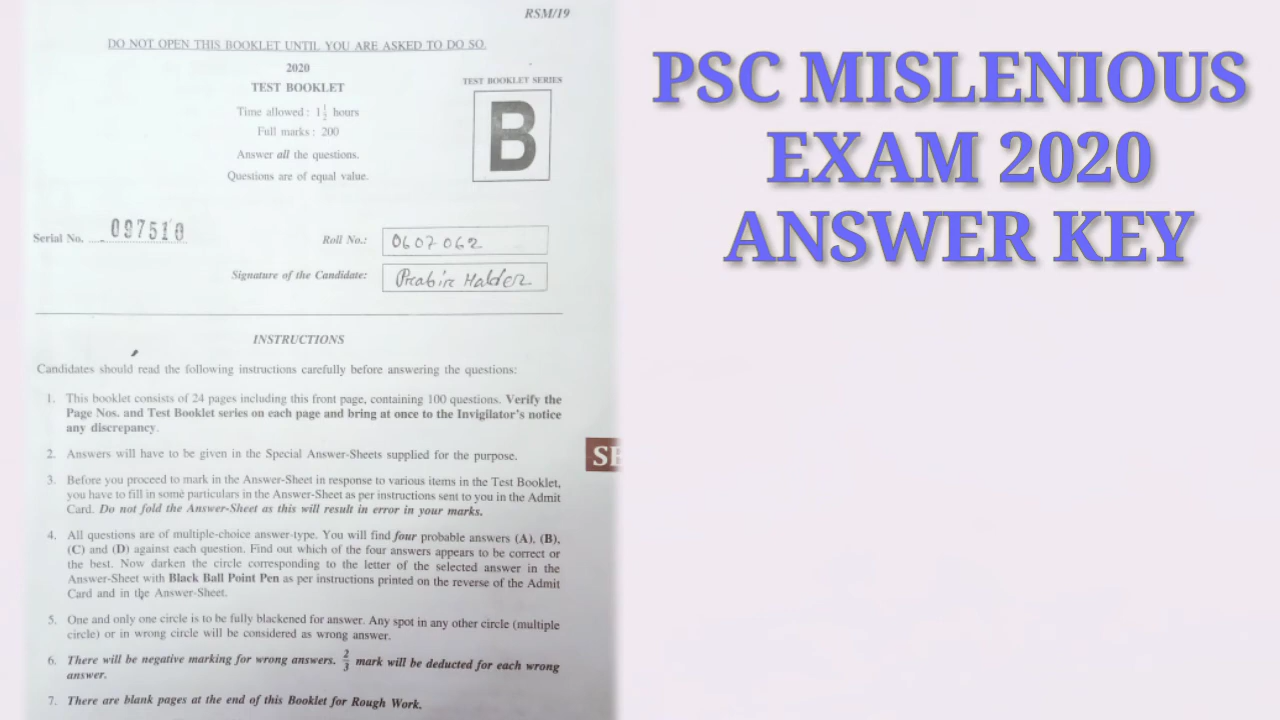 RSM/19
DO NOT OPEN THIS BOOKLET UNTIL YOU ARE ASKED TO DO SO.
2020
TEST BOOKLET
TEST BOOKLET SERIES
B
Time allowed : 1½ hours
Full marks : 200
Answer all the questions.
Questions are of equal value.
Serial No. 097510
Roll No.: 0607062
Signature of the Candidate: Prabir Halder
INSTRUCTIONS
Candidates should read the following instructions carefully before answering the questions:
1. This booklet consists of 24 pages including this front page, containing 100 questions. Verify the
Page Nos. and Test Booklet series on each page and bring at once to the Invigilator's notice
any discrepancy.
2. Answers will have to be given in the Special Answer-Sheets supplied for the purpose.
3. Before you proceed to mark in the Answer-Sheet in response to various items in the Test Booklet,
you have to fill in some particulars in the Answer-Sheet as per instructions sent to you in the Admit
Card. Do not fold the Answer-Sheet as this will result in error in your marks.
4. All questions are of multiple-choice answer-type. You will find four probable answers (A), (B),
(C) and (D) against each question. Find out which of the four answers appears to be correct or
the best. Now darken the circle corresponding to the letter of the selected answer in the
Answer-Sheet with Black Ball Point Pen as per instructions printed on the reverse of the Admit
Card and in the Answer-Sheet.
5. One and only one circle is to be fully blackened for answer. Any spot in any other circle (multiple
circle) or in wrong circle will be considered as wrong answer.
6. There will be negative marking for wrong answers. 2/3 mark will be deducted for each wrong
answer.
7. There are blank pages at the end of this Booklet for Rough Work.
PSC MISLENIOUS
EXAM 2020
ANSWER KEY